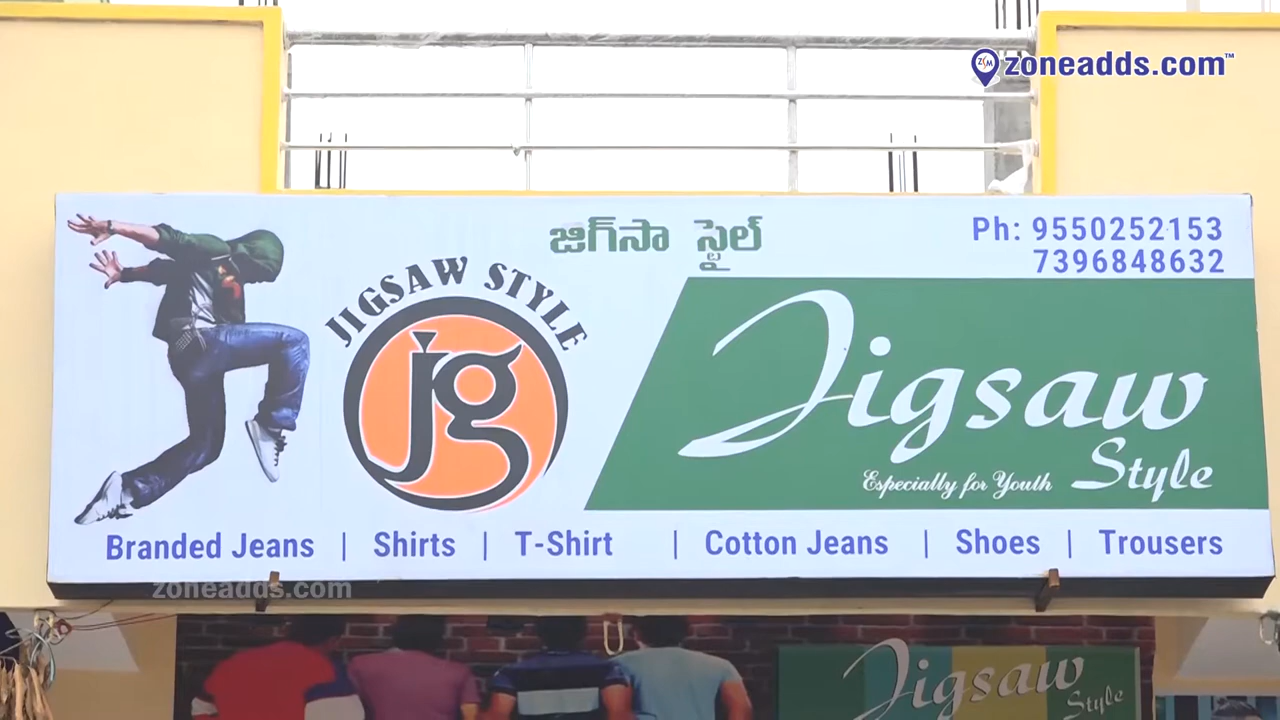 zoneadds.com™
జిగ్‌సా స్టైల్
Ph: 9550252153
7396848632
JIGSAW STYLE
jg
Jigsaw
Especially for Youth Style
Branded Jeans | Shirts | T-Shirt | Cotton Jeans | Shoes | Trousers
zoneadds.com
Jigsaw
Style